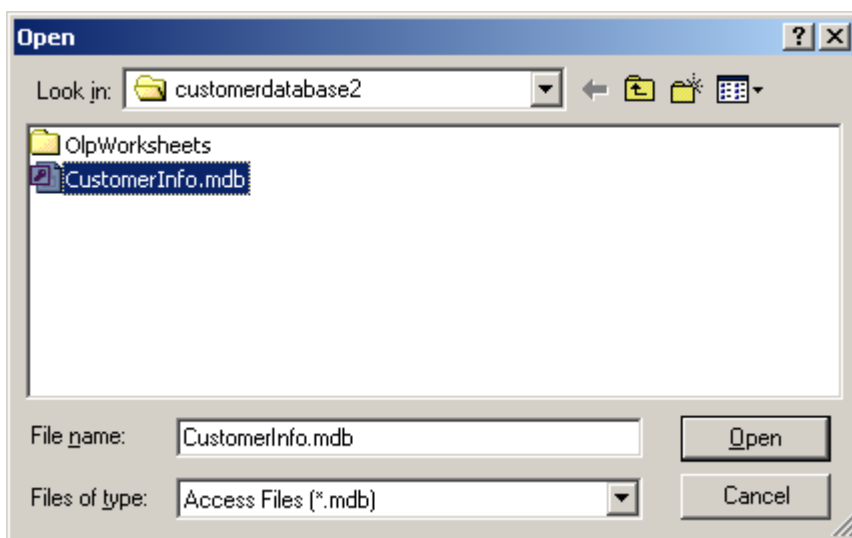 Open
Look in: customerdatabase2
OlpWorksheets
CustomerInfo.mdb
File name: CustomerInfo.mdb Open
Files of type: Access Files (*.mdb) Cancel